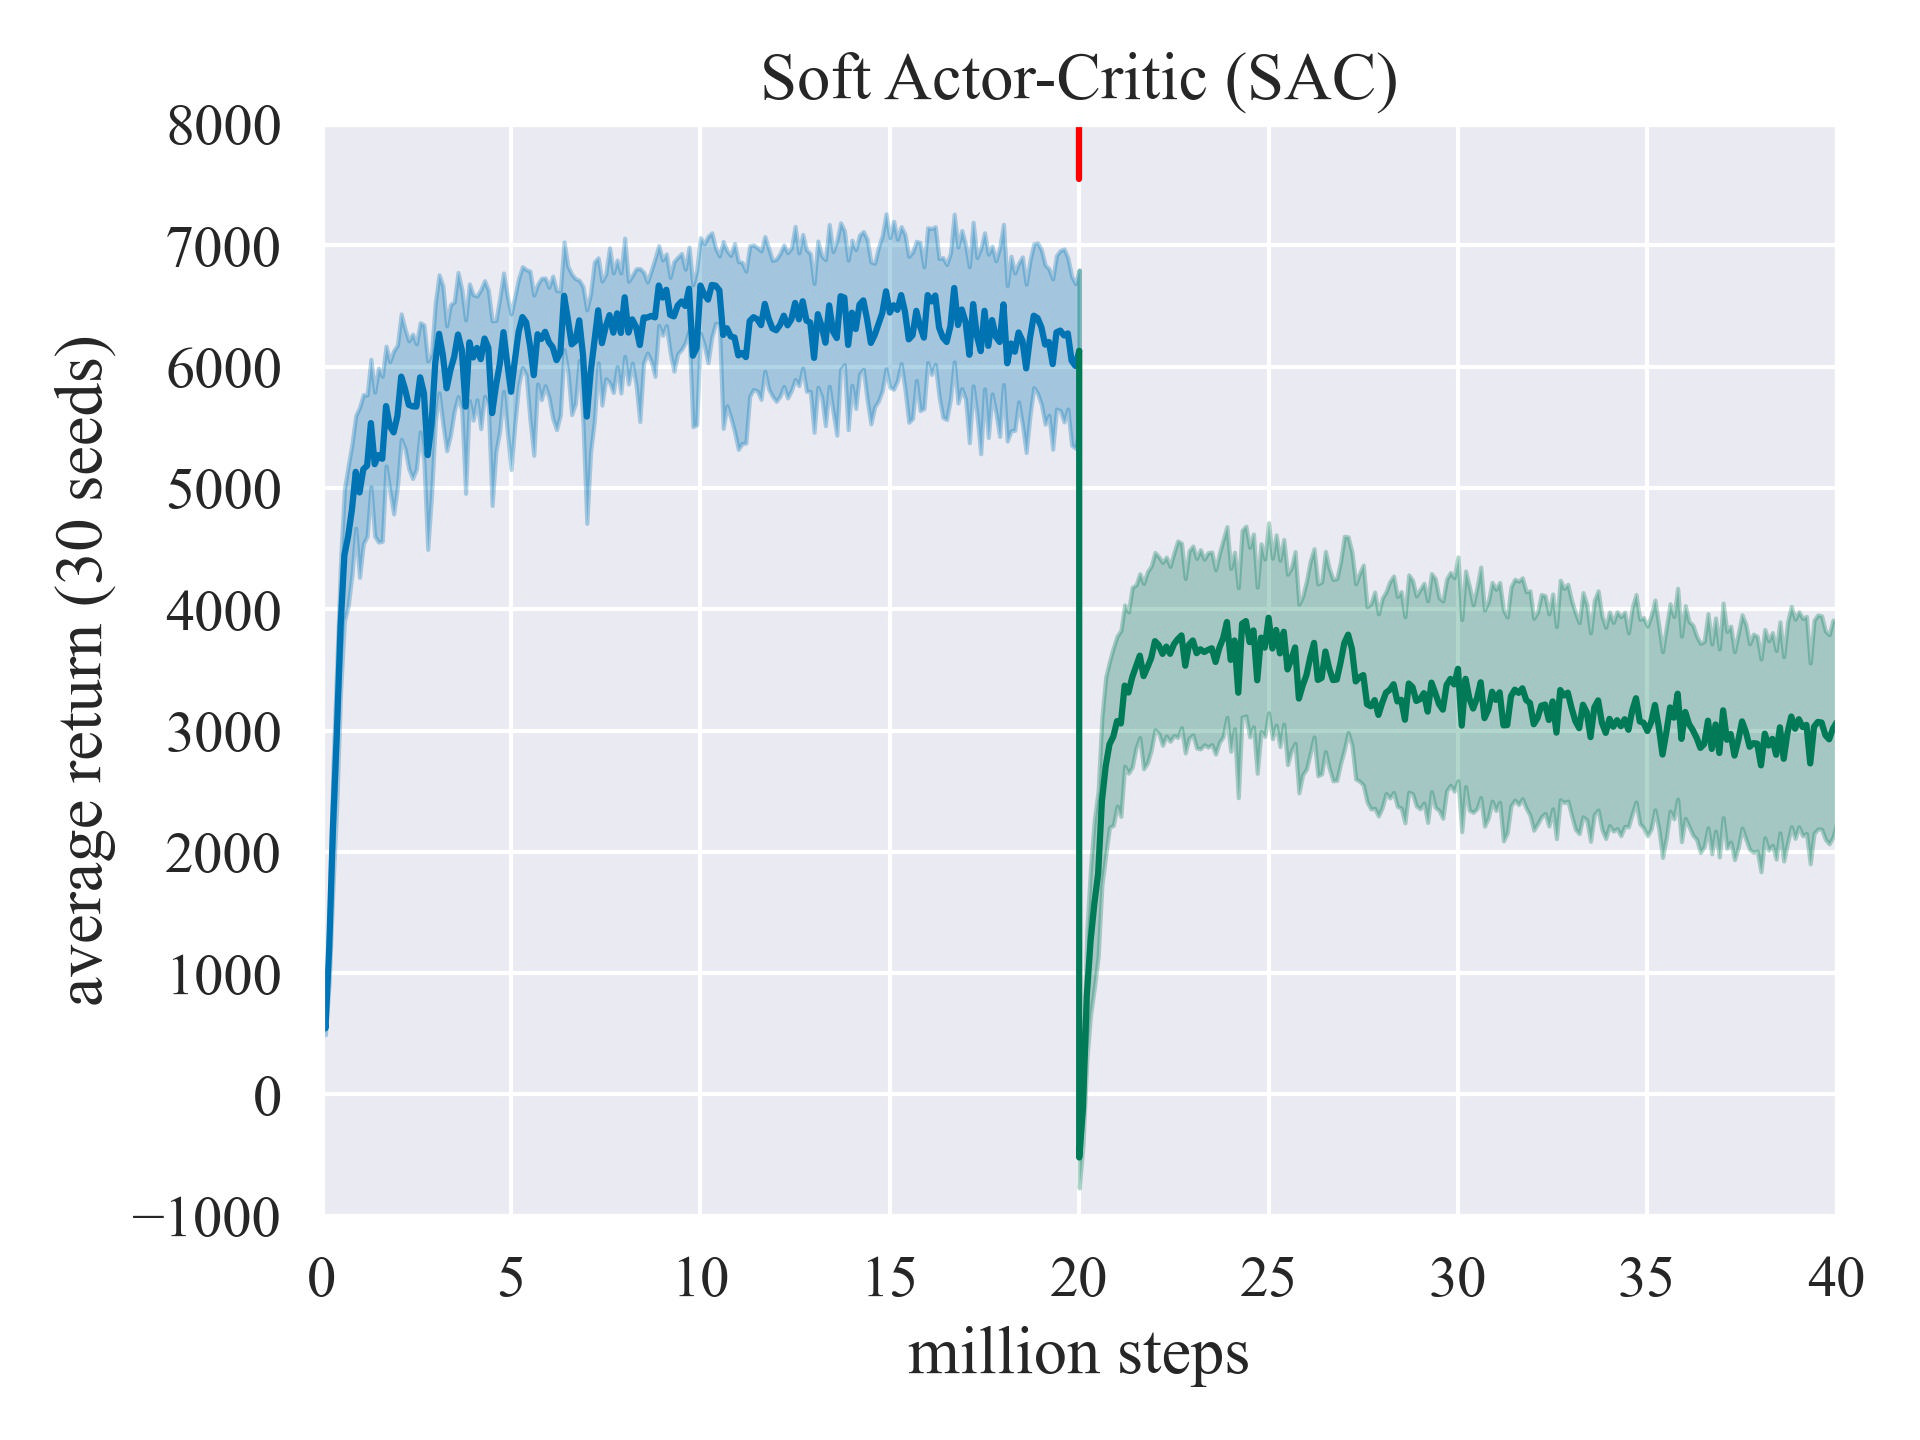 Soft Actor-Critic (SAC)
8000
7000
6000
5000
4000
3000
2000
1000
0
−1000
average return (30 seeds)
0 5 10 15 20 25 30 35 40
million steps